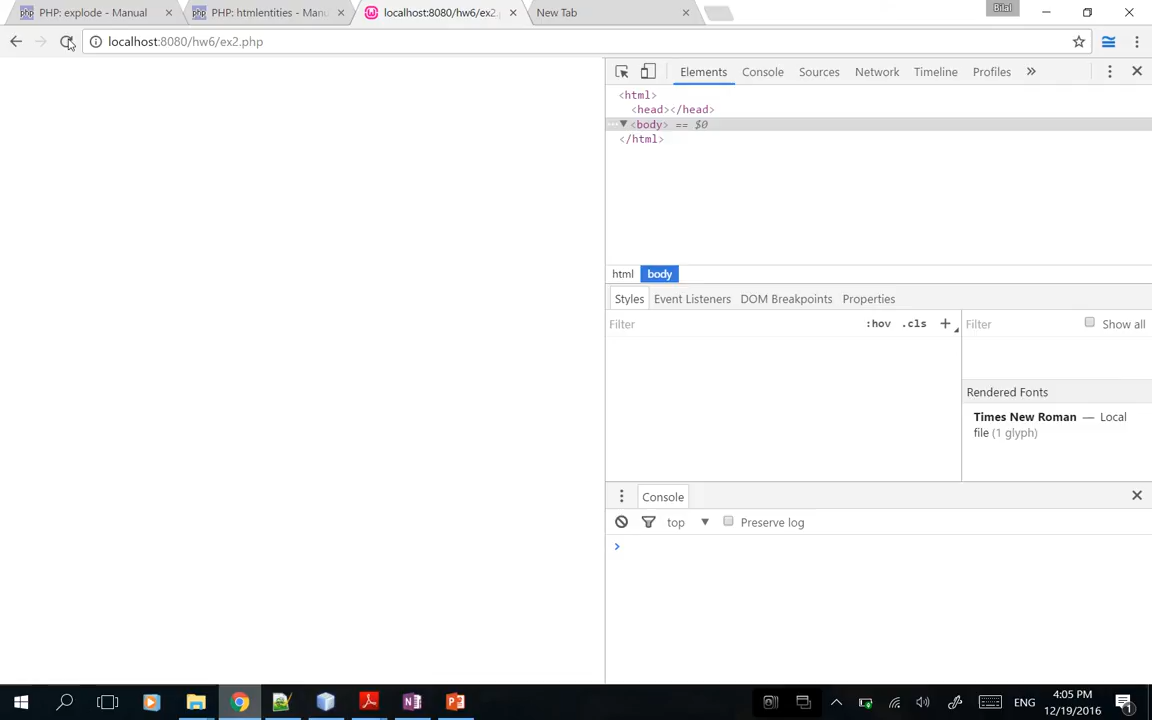 PHP: explode - Manual
PHP: htmlentities - Manu
localhost:8080/hw6/ex2.
New Tab
Bilal
localhost:8080/hw6/ex2.php
Elements Console Sources Network Timeline Profiles »
<html>
<head></head>
... ▼ <body> == $0
</html>
html body
Styles Event Listeners DOM Breakpoints Properties
Filter :hov .cls +
Filter Show all
Rendered Fonts
Times New Roman — Local
file (1 glyph)
Console
top ▼ Preserve log
>
ENG
4:05 PM
12/19/2016
1